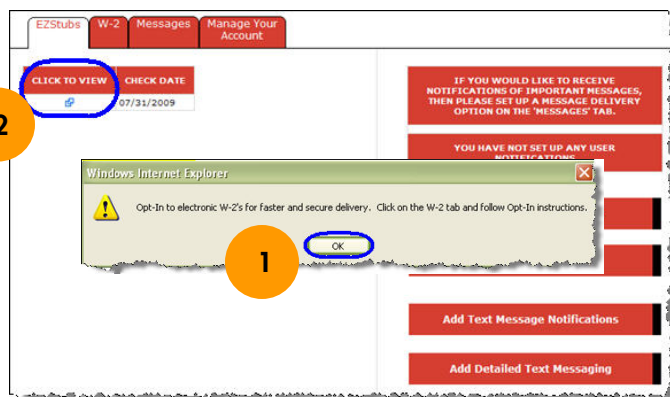 EZStubs W-2 Messages Manage Your
Account
CLICK TO VIEW CHECK DATE
07/31/2009
2
IF YOU WOULD LIKE TO RECEIVE
NOTIFICATIONS OF IMPORTANT MESSAGES,
THEN PLEASE SET UP A MESSAGE DELIVERY
OPTION ON THE 'MESSAGES' TAB.
YOU HAVE NOT SET UP ANY USER
NOTIFICATIONS
Windows Internet Explorer
Opt-In to electronic W-2's for faster and secure delivery. Click on the W-2 tab and follow Opt-In instructions.
OK
1
Add Text Message Notifications
Add Detailed Text Messaging